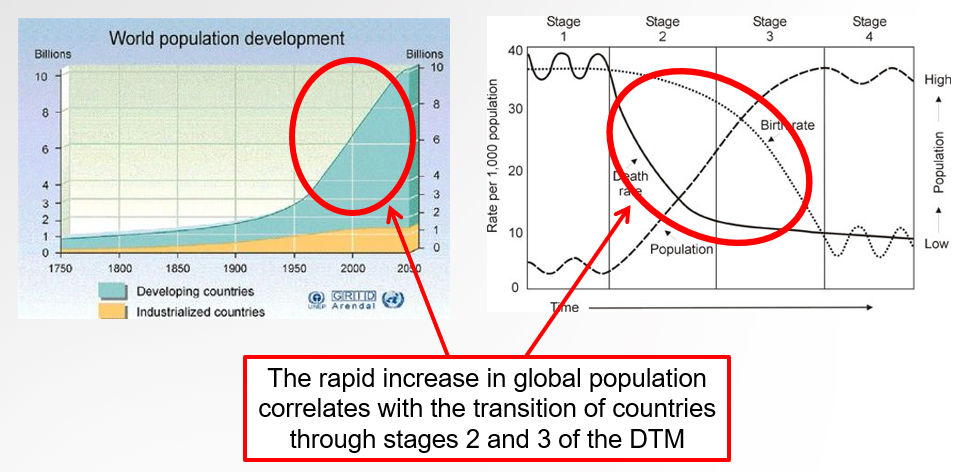 World population development
Billions
Billions
10
8
6
4
3
2
1
0
10
8
6
4
3
2
1
0
1750
1800
1850
1900
1950
2000
2050
Developing countries
Industrialized countries
UNEP
GRID
Arendal
Stage
1
Stage
2
Stage
3
Stage
4
40
30
20
10
0
Rate per 1,000 population
Death
rate
Birth rate
Population
High
Population
Low
Time
The rapid increase in global population
correlates with the transition of countries
through stages 2 and 3 of the DTM